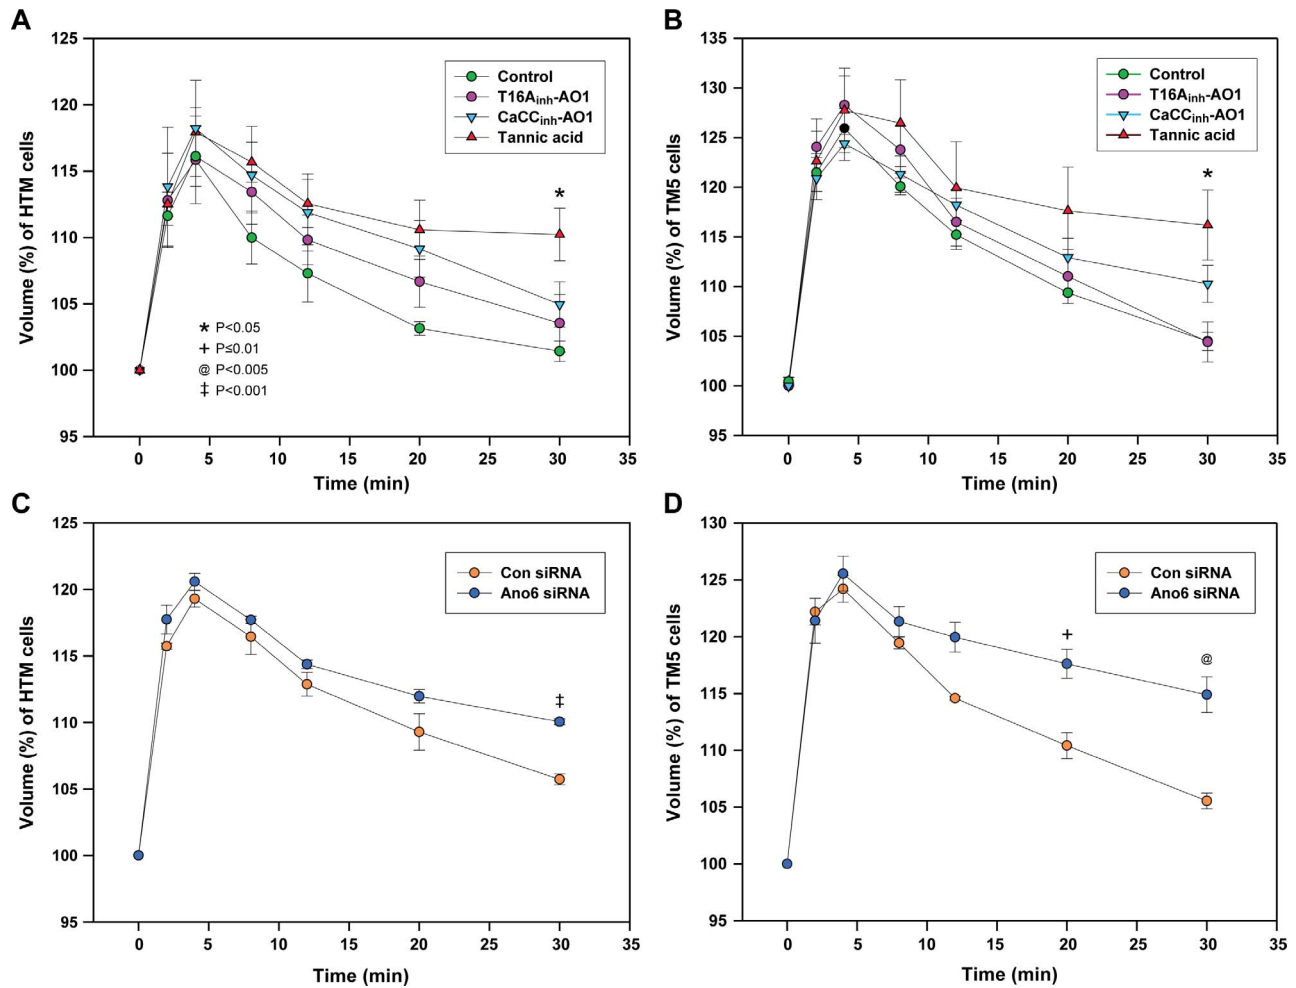 A
Volume (%) of HTM cells
125
120
115
110
105
100
95
Control
T16Ainh-AO1
CaCCinh-AO1
Tannic acid
*
* P<0.05
+ P≤0.01
@ P<0.005
‡ P<0.001
0 5 10 15 20 25 30 35
Time (min)
B
Volume (%) of TM5 cells
135
130
125
120
115
110
105
100
95
Control
T16Ainh-AO1
CaCCinh-AO1
Tannic acid
*
0 5 10 15 20 25 30 35
Time (min)
C
Volume (%) of HTM cells
125
120
115
110
105
100
95
Con siRNA
Ano6 siRNA
‡
0 5 10 15 20 25 30 35
Time (min)
D
Volume (%) of TM5 cells
130
125
120
115
110
105
100
95
Con siRNA
Ano6 siRNA
+
@
0 5 10 15 20 25 30 35
Time (min)